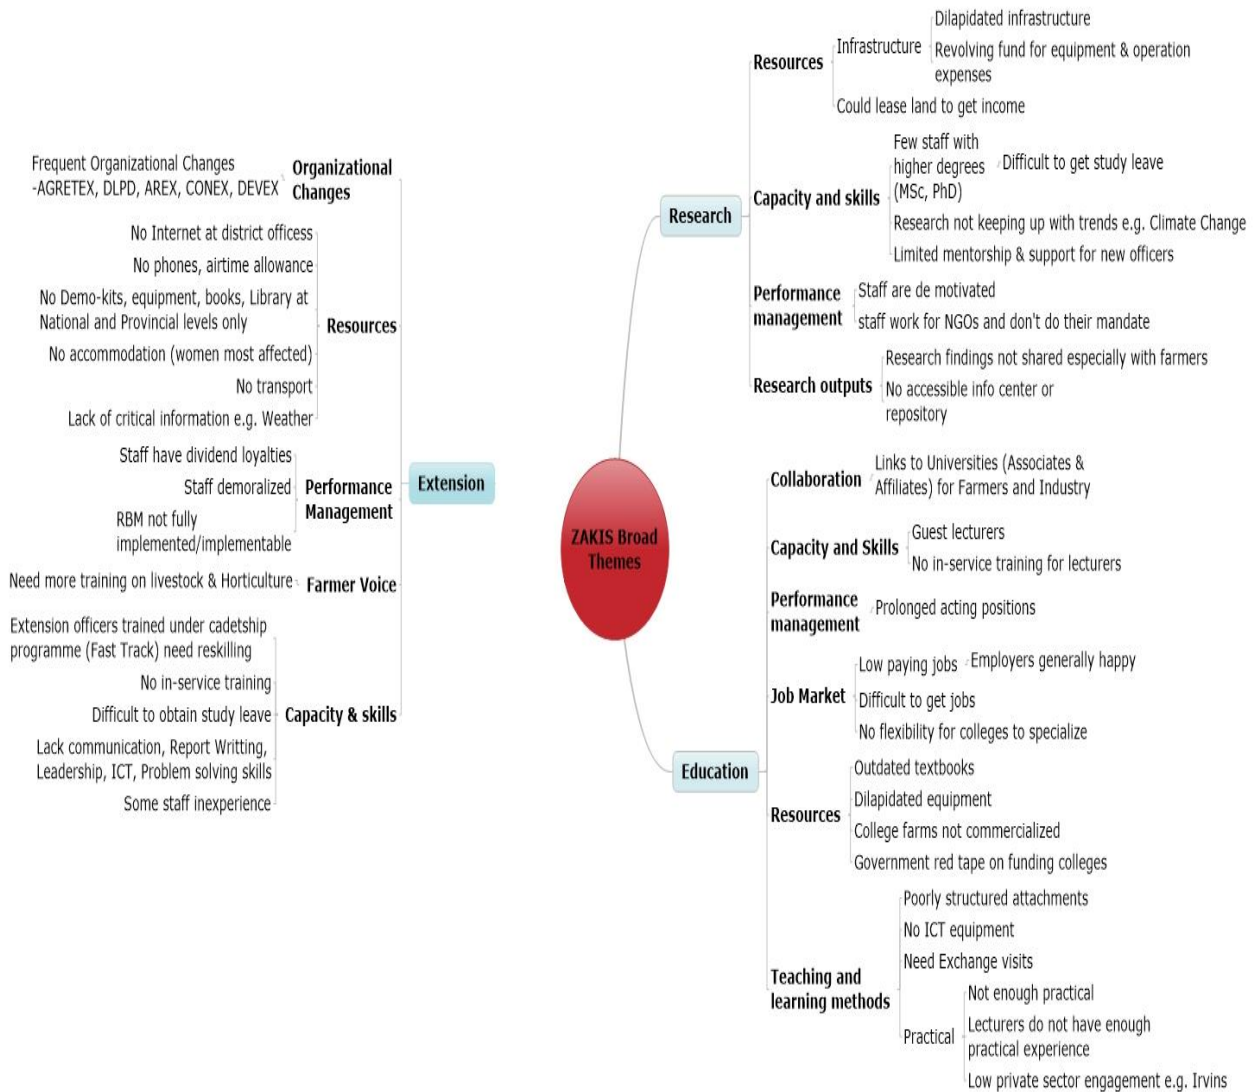 ZAKIS Broad
Themes
Research
Resources
Infrastructure
Dilapidated infrastructure
Revolving fund for equipment & operation
expenses
Could lease land to get income
Capacity and skills
Few staff with
higher degrees
(MSc, PhD)
Difficult to get study leave
Research not keeping up with trends e.g. Climate Change
Limited mentorship & support for new officers
Performance
management
Staff are de motivated
staff work for NGOs and don't do their mandate
Research outputs
Research findings not shared especially with farmers
No accessible info center or
repository
Education
Collaboration
Links to Universities (Associates &
Affiliates) for Farmers and Industry
Capacity and Skills
Guest lecturers
No in-service training for lecturers
Performance
management
Prolonged acting positions
Job Market
Low paying jobs
Employers generally happy
Difficult to get jobs
No flexibility for colleges to specialize
Resources
Outdated textbooks
Dilapidated equipment
College farms not commercialized
Government red tape on funding colleges
Teaching and
learning methods
Poorly structured attachments
No ICT equipment
Need Exchange visits
Practical
Not enough practical
Lecturers do not have enough
practical experience
Low private sector engagement e.g. Irvins
Extension
Organizational
Changes
Frequent Organizational Changes
-AGRETEX, DLPD, AREX, CONEX, DEVEX
Resources
No Internet at district officess
No phones, airtime allowance
No Demo-kits, equipment, books, Library at
National and Provincial levels only
No accommodation (women most affected)
No transport
Lack of critical information e.g. Weather
Performance
Management
Staff have dividend loyalties
Staff demoralized
RBM not fully
implemented/implementable
Farmer Voice
Need more training on livestock & Horticulture
Capacity & skills
Extension officers trained under cadetship
programme (Fast Track) need reskilling
No in-service training
Difficult to obtain study leave
Lack communication, Report Writting,
Leadership, ICT, Problem solving skills
Some staff inexperience